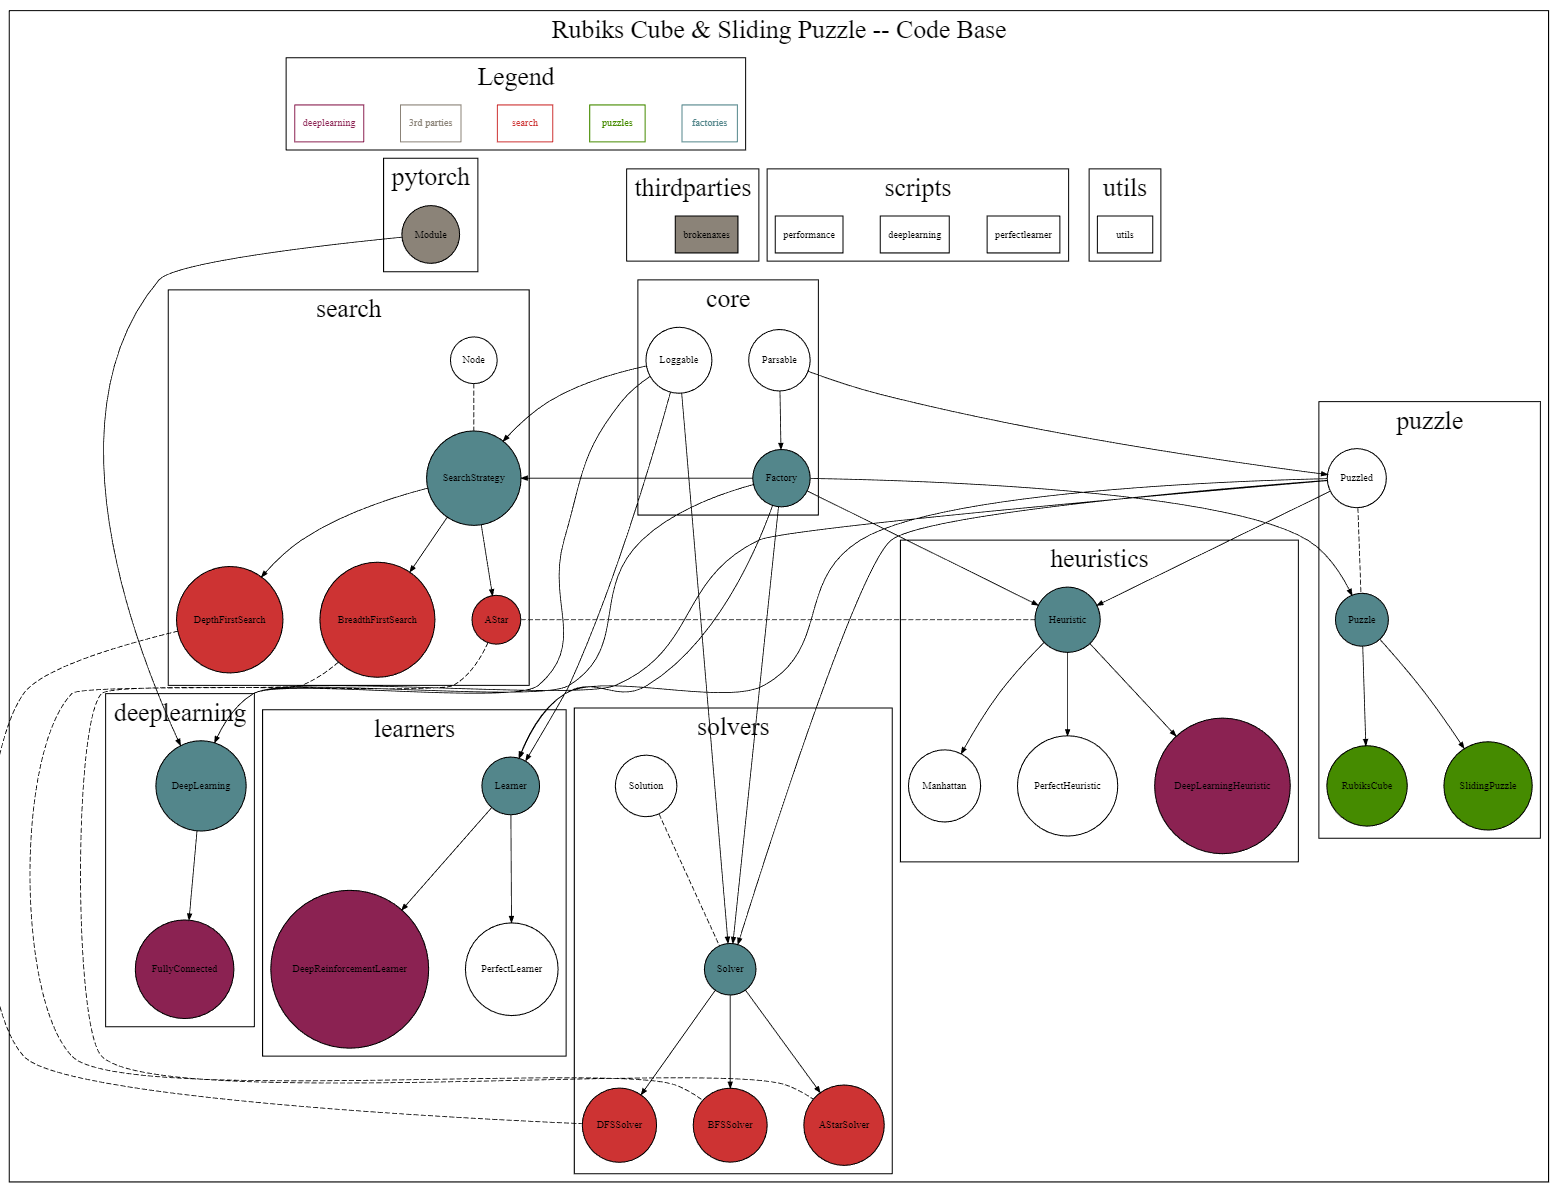 Rubiks Cube & Sliding Puzzle -- Code Base
Legend
deeplearning
3rd parties
search
puzzles
factories
pytorch
Module
thirdparties
brokenaxes
scripts
performance
deeplearning
perfectlearner
utils
utils
search
Node
SearchStrategy
DepthFirstSearch
BreadthFirstSearch
AStar
core
Loggable
Parsable
Factory
puzzle
Puzzled
Puzzle
RubiksCube
SlidingPuzzle
heuristics
Heuristic
Manhattan
PerfectHeuristic
DeepLearningHeuristic
deeplearning
DeepLearning
FullyConnected
learners
Learner
DeepReinforcementLearner
PerfectLearner
solvers
Solution
Solver
DFSSolver
BFSSolver
AStarSolver